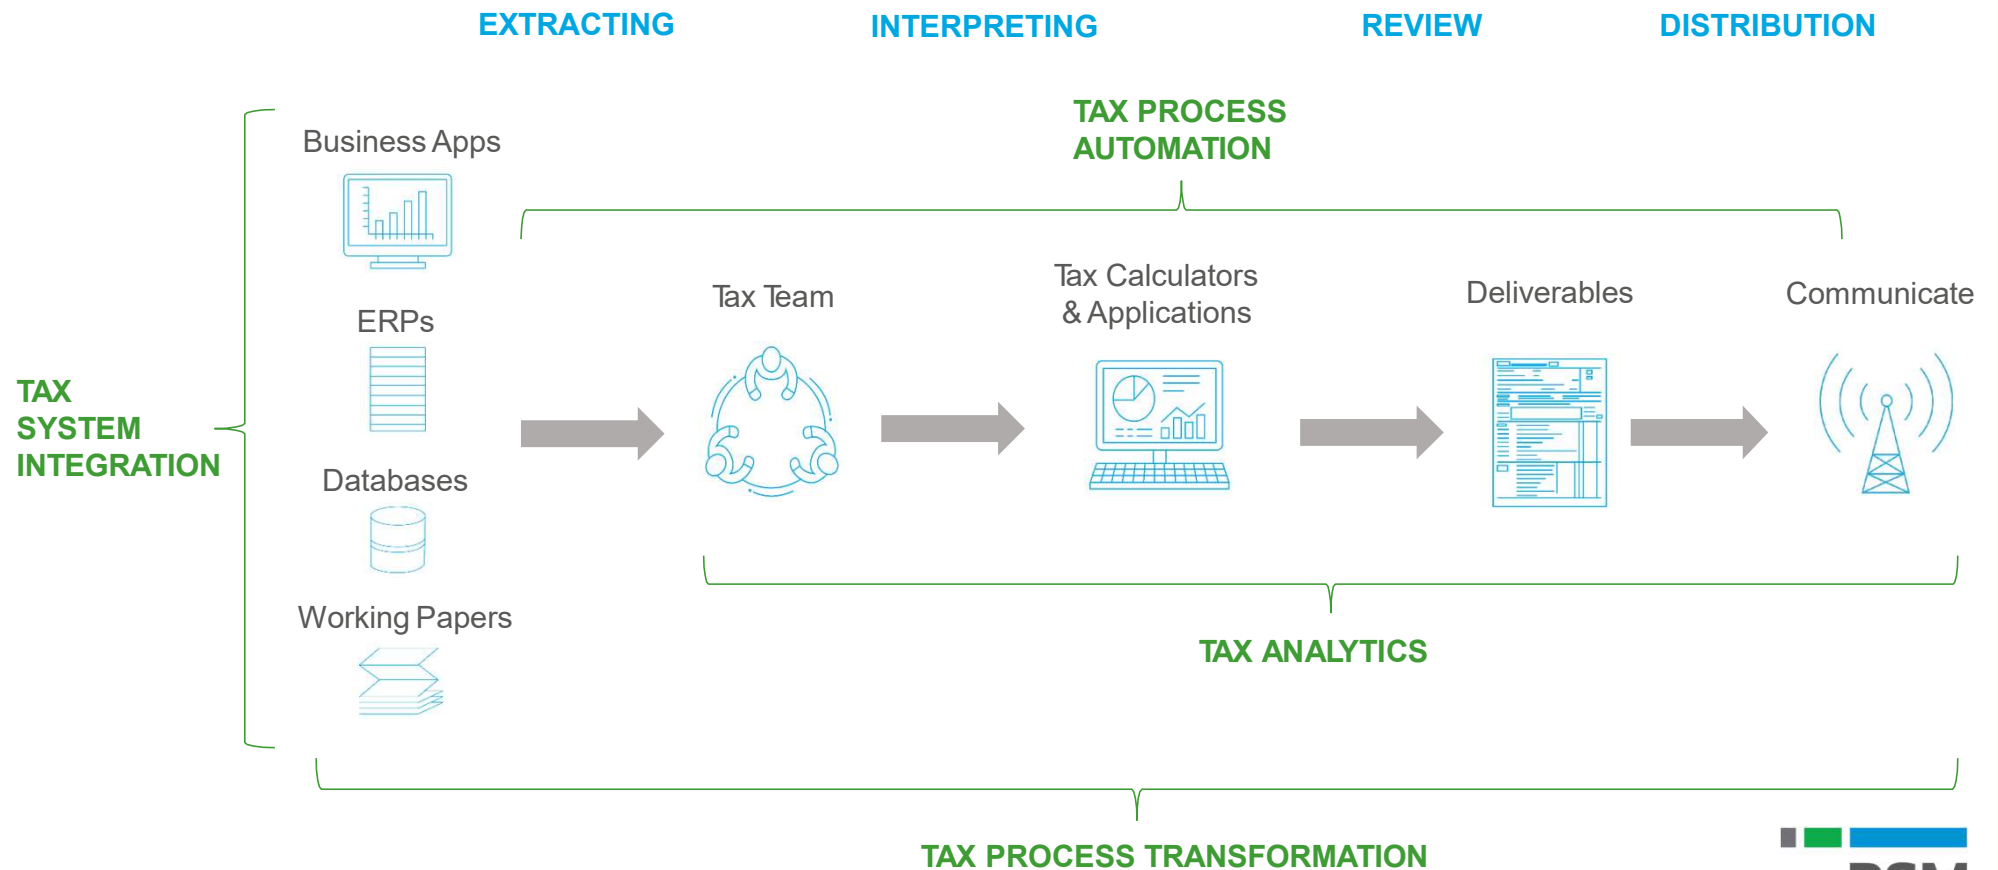 EXTRACTING
INTERPRETING
REVIEW
DISTRIBUTION
TAX PROCESS
AUTOMATION
Business Apps
ERPs
Databases
Working Papers
TAX
SYSTEM
INTEGRATION
Tax Team
Tax Calculators
& Applications
Deliverables
Communicate
TAX ANALYTICS
TAX PROCESS TRANSFORMATION
RSM